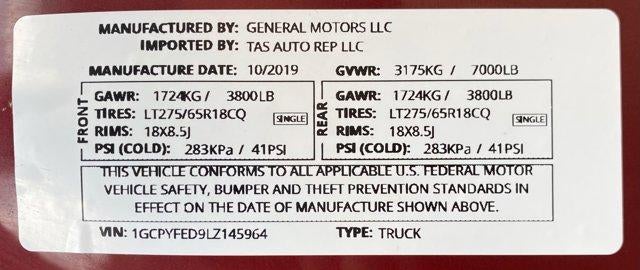 MANUFACTURED BY: GENERAL MOTORS LLC
IMPORTED BY: TAS AUTO REP LLC
MANUFACTURE DATE: 10/2019 GVWR: 3175KG / 7000LB
FRONT
GAWR: 1724KG / 3800LB
TIRES: LT275/65R18CQ SINGLE
RIMS: 18X8.5J
PSI (COLD): 283KPa / 41PSI
REAR
GAWR: 1724KG / 3800LB
TIRES: LT275/65R18CQ SINGLE
RIMS: 18X8.5J
PSI (COLD): 283KPa / 41PSI
THIS VEHICLE CONFORMS TO ALL APPLICABLE U.S. FEDERAL MOTOR
VEHICLE SAFETY, BUMPER AND THEFT PREVENTION STANDARDS IN
EFFECT ON THE DATE OF MANUFACTURE SHOWN ABOVE.
VIN: 1GCPYFED9LZ145964 TYPE: TRUCK